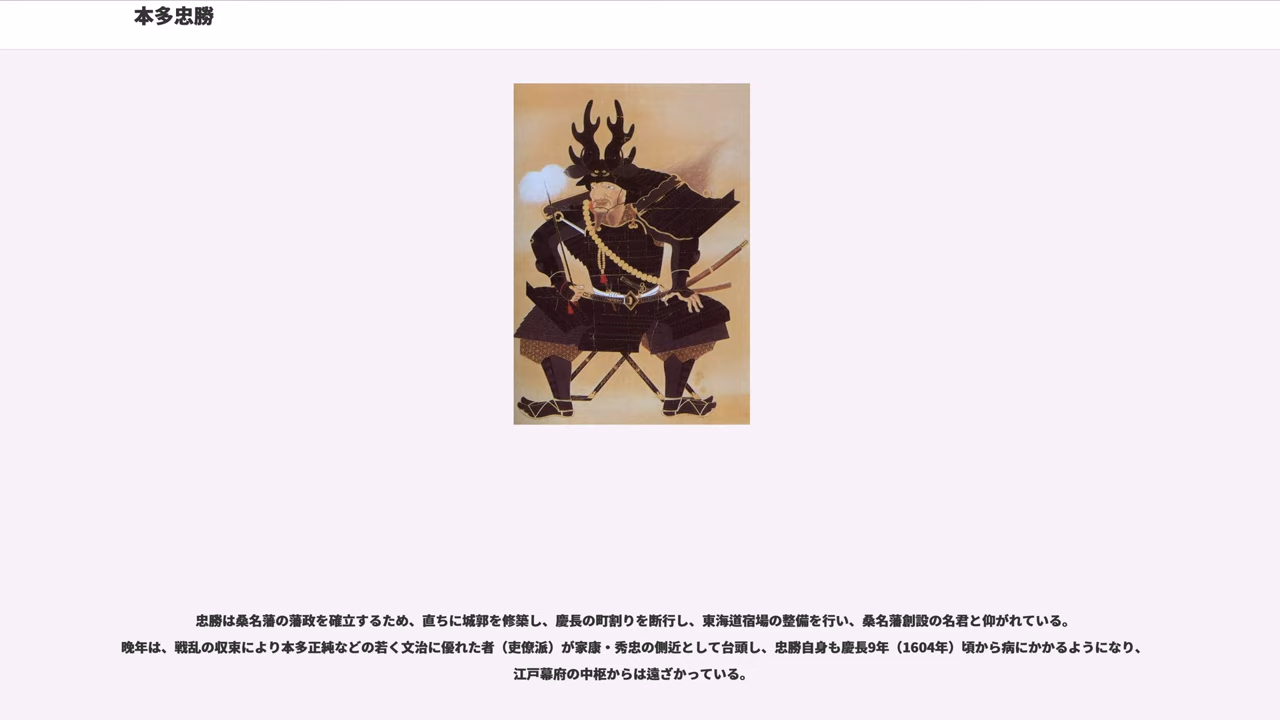 本多忠勝
忠勝は桑名藩の藩政を確立するため、直ちに城郭を修築し、慶長の町割りを断行し、東海道宿場の整備を行い、桑名藩創設の名君と仰がれている。
晩年は、戦乱の収束により本多正純などの若く文治に優れた者（吏僚派）が家康・秀忠の側近として台頭し、忠勝自身も慶長9年（1604年）頃から病にかかるようになり、
江戸幕府の中枢からは遠ざかっている。